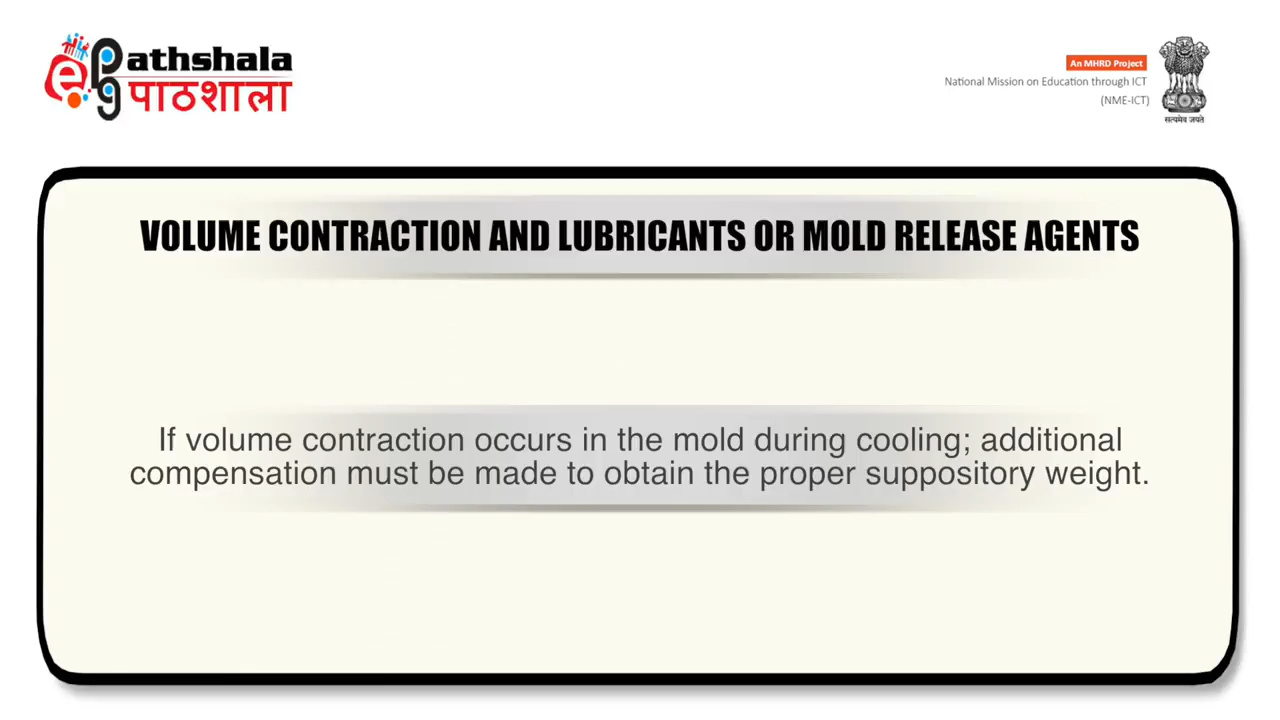 e
pg
athshala
पाठशाला
An MHRD Project
National Mission on Education through ICT
(NME-ICT)
सत्यमेव जयते
VOLUME CONTRACTION AND LUBRICANTS OR MOLD RELEASE AGENTS
If volume contraction occurs in the mold during cooling; additional
compensation must be made to obtain the proper suppository weight.